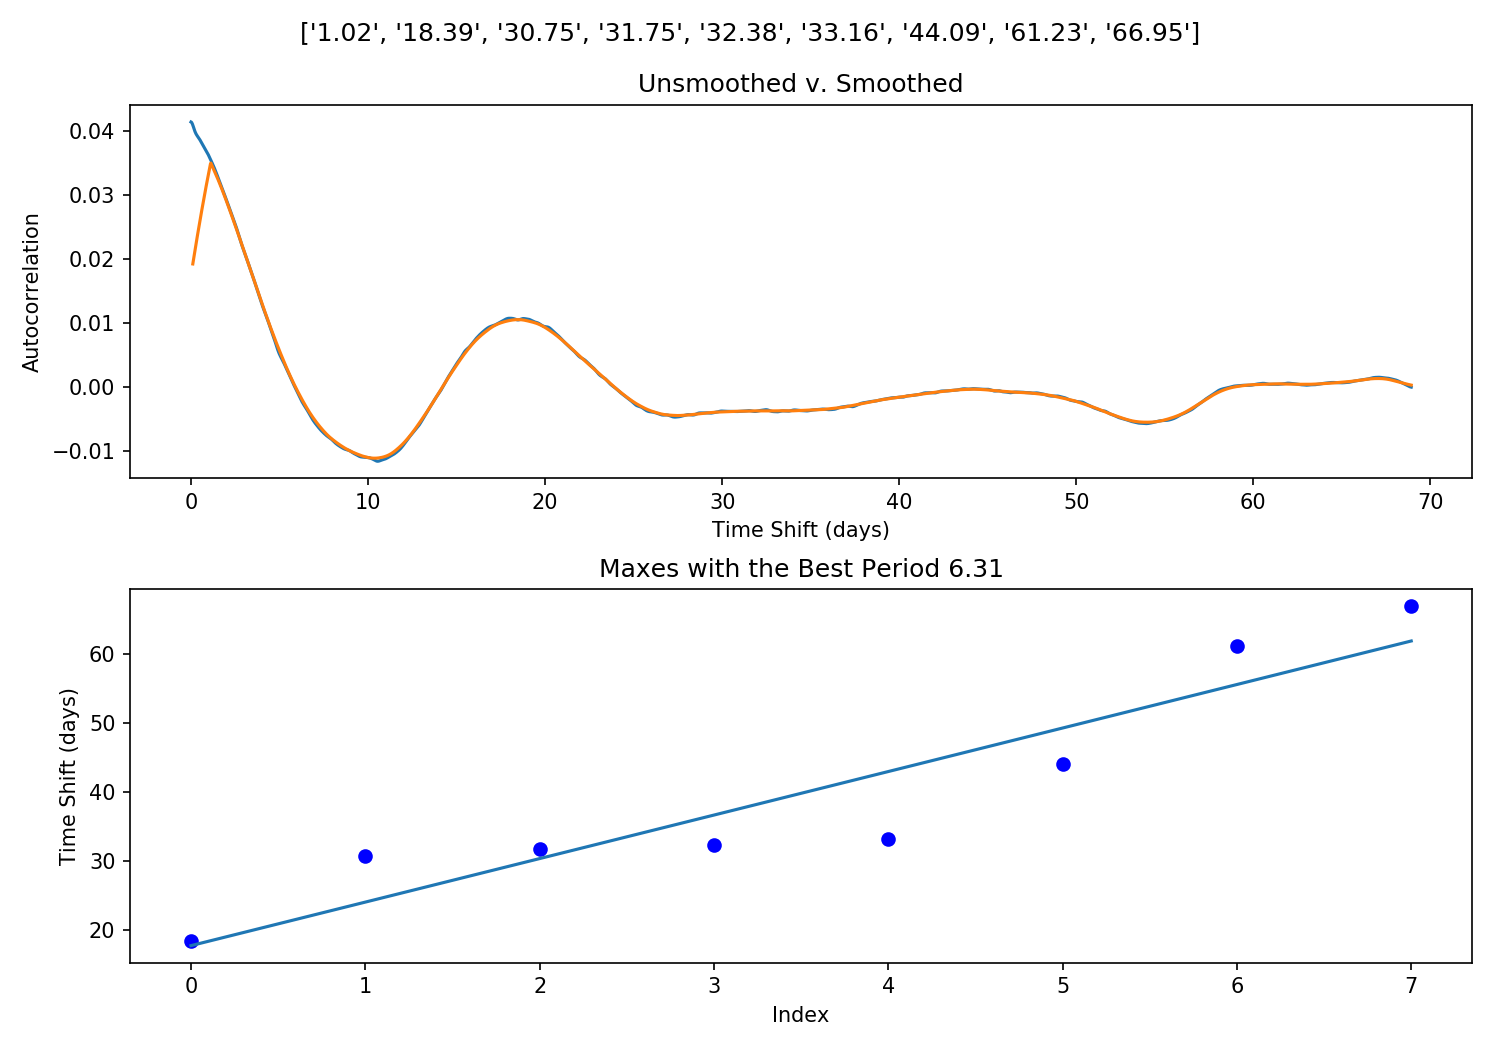 ['1.02', '18.39', '30.75', '31.75', '32.38', '33.16', '44.09', '61.23', '66.95']
Unsmoothed v. Smoothed
0.04
0.03
0.02
0.01
0.00
−0.01
Autocorrelation
0 10 20 30 40 50 60 70
Time Shift (days)
Maxes with the Best Period 6.31
60
50
40
30
20
Time Shift (days)
0 1 2 3 4 5 6 7
Index